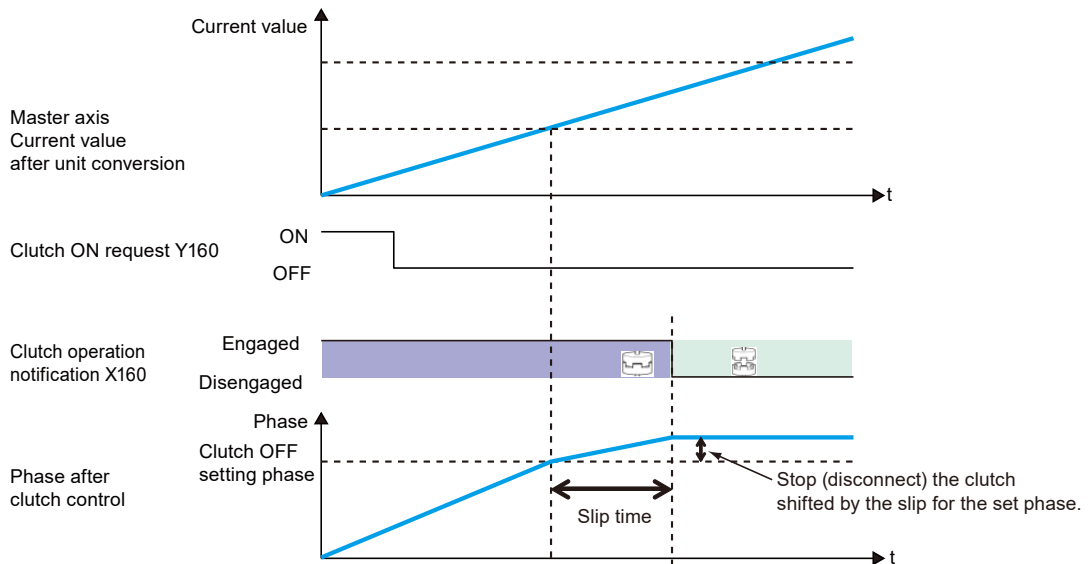 Current value
Master axis
Current value
after unit conversion
t
Clutch ON request Y160
ON
OFF
Clutch operation
notification X160
Engaged
Disengaged
Phase
Clutch OFF
setting phase
Phase after
clutch control
Slip time
Stop (disconnect) the clutch
shifted by the slip for the set phase.
t